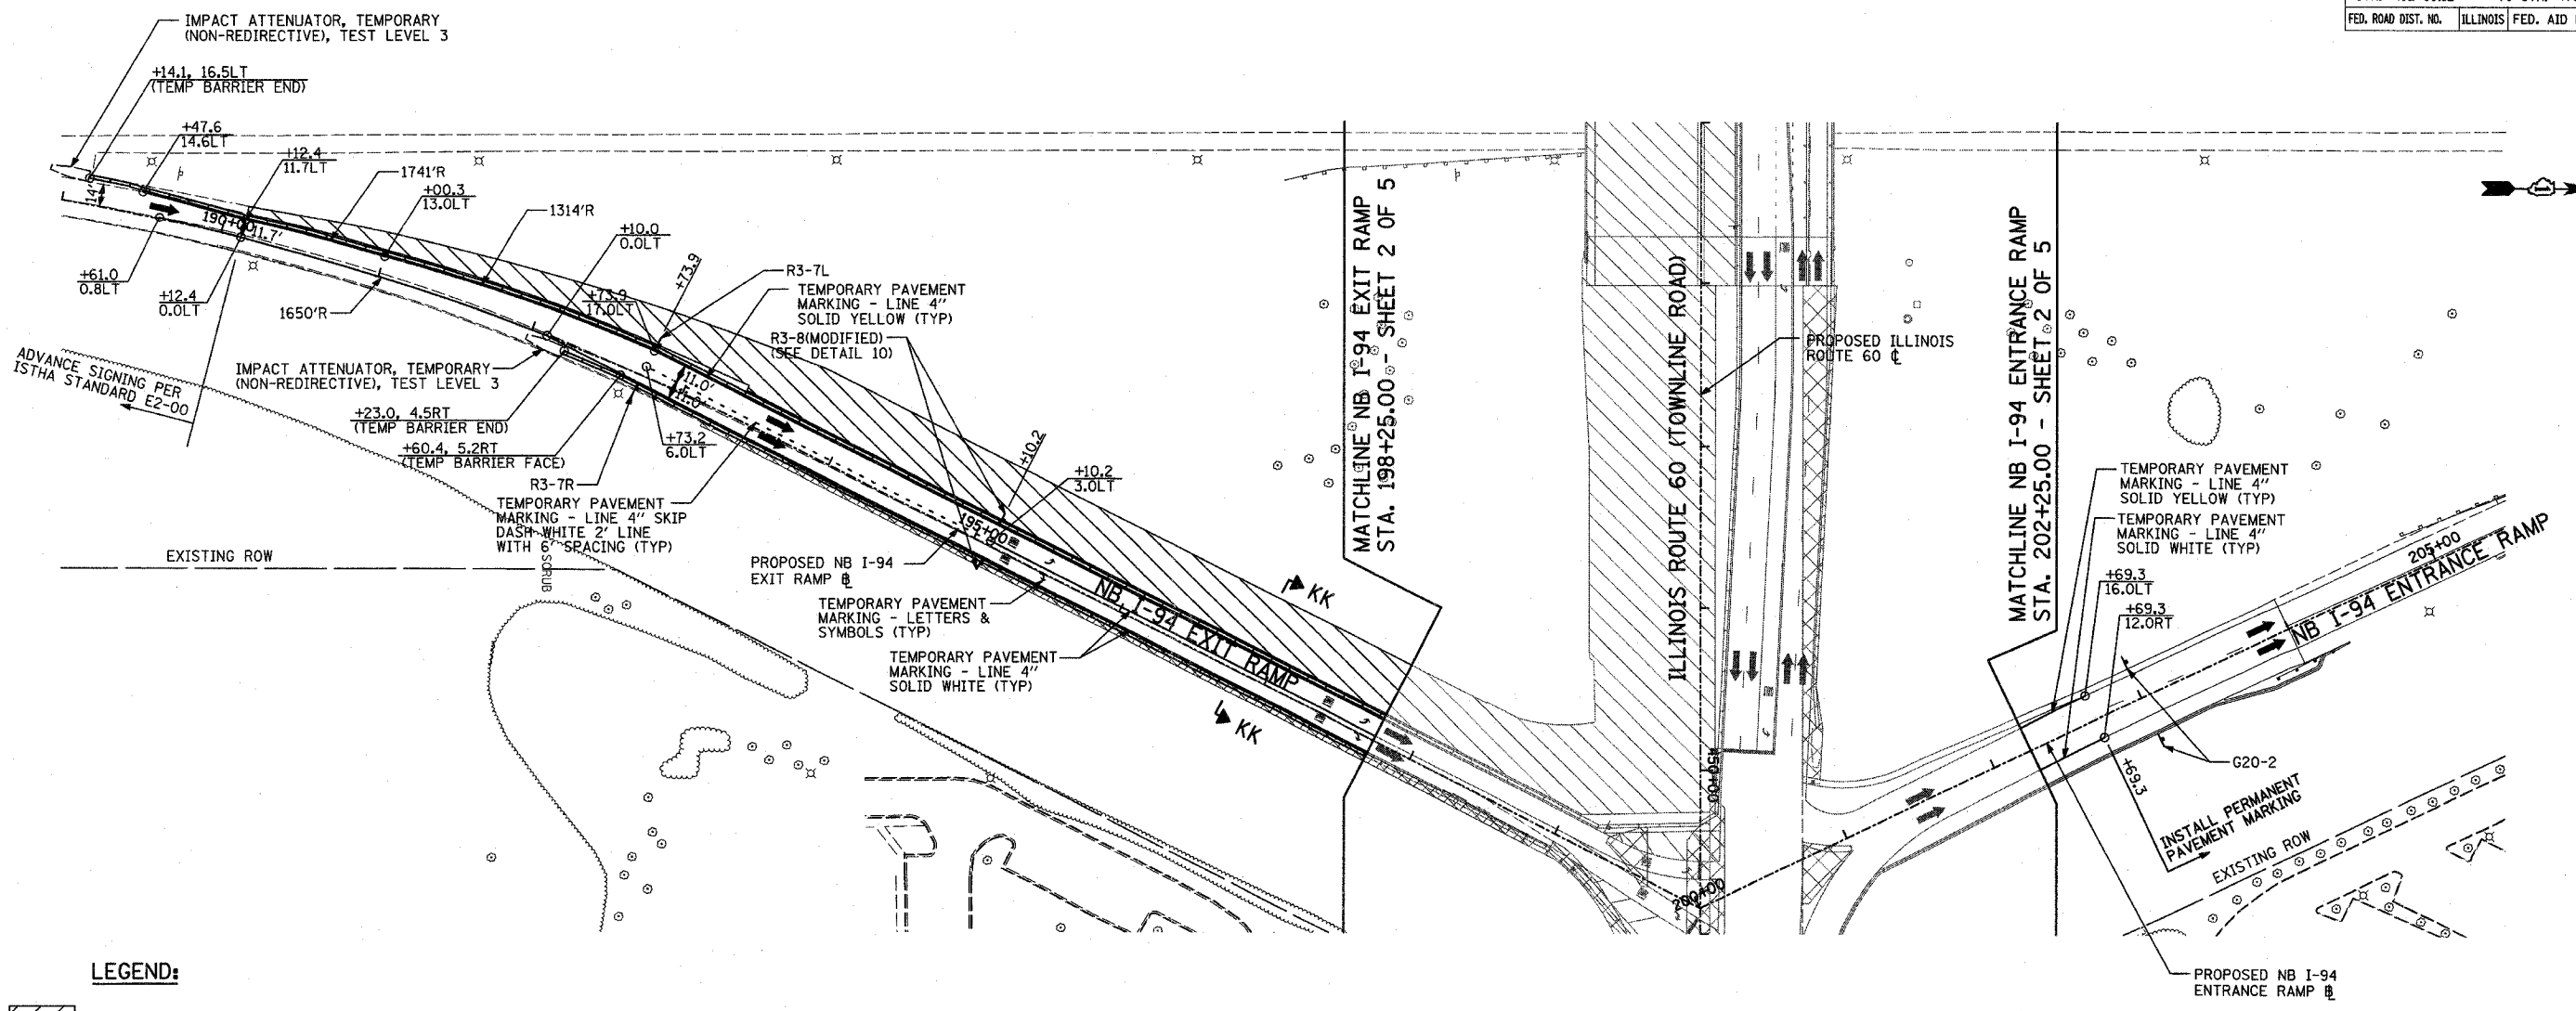 FED. ROAD DIST. NO. ILLINOIS FED. AID
IMPACT ATTENUATOR, TEMPORARY
(NON-REDIRECTIVE), TEST LEVEL 3
+14.1, 16.5LT
(TEMP BARRIER END)
+47.6
14.6LT
+12.4
11.7LT
1741'R
+00.3
13.0LT
1314'R
14'
190+00
11.7'
+61.0
0.8LT
+12.4
0.0LT
1650'R
+10.0
0.0LT
+73.9
17.0LT
+73.9
R3-7L
TEMPORARY PAVEMENT
MARKING - LINE 4"
SOLID YELLOW (TYP)
R3-8(MODIFIED)
(SEE DETAIL 10)
ADVANCE SIGNING PER
ISTHA STANDARD E2-00
IMPACT ATTENUATOR, TEMPORARY
(NON-REDIRECTIVE), TEST LEVEL 3
11.0'
11.0'
+23.0, 4.5RT
(TEMP BARRIER END)
+60.4, 5.2RT
(TEMP BARRIER FACE)
+73.2
6.0LT
R3-7R
TEMPORARY PAVEMENT
MARKING - LINE 4" SKIP
DASH WHITE 2' LINE
WITH 6' SPACING (TYP)
+10.2
+10.2
3.0LT
195+00
EXISTING ROW
SCRUB
PROPOSED NB I-94
EXIT RAMP ⅊
TEMPORARY PAVEMENT
MARKING - LETTERS &
SYMBOLS (TYP)
TEMPORARY PAVEMENT
MARKING - LINE 4"
SOLID WHITE (TYP)
NB I-94 EXIT RAMP
KK
KK
MATCHLINE NB I-94 EXIT RAMP
STA. 198+25.00 - SHEET 2 OF 5
ILLINOIS ROUTE 60 (TOWNLINE ROAD)
PROPOSED ILLINOIS
ROUTE 60 ℄
450+00
200+00
MATCHLINE NB I-94 ENTRANCE RAMP
STA. 202+25.00 - SHEET 2 OF 5
TEMPORARY PAVEMENT
MARKING - LINE 4"
SOLID YELLOW (TYP)
TEMPORARY PAVEMENT
MARKING - LINE 4"
SOLID WHITE (TYP)
+69.3
16.0LT
+69.3
12.0RT
205+00
NB I-94 ENTRANCE RAMP
G20-2
+69.3
INSTALL PERMANENT
PAVEMENT MARKING
EXISTING ROW
PROPOSED NB I-94
ENTRANCE RAMP ⅊
LEGEND: